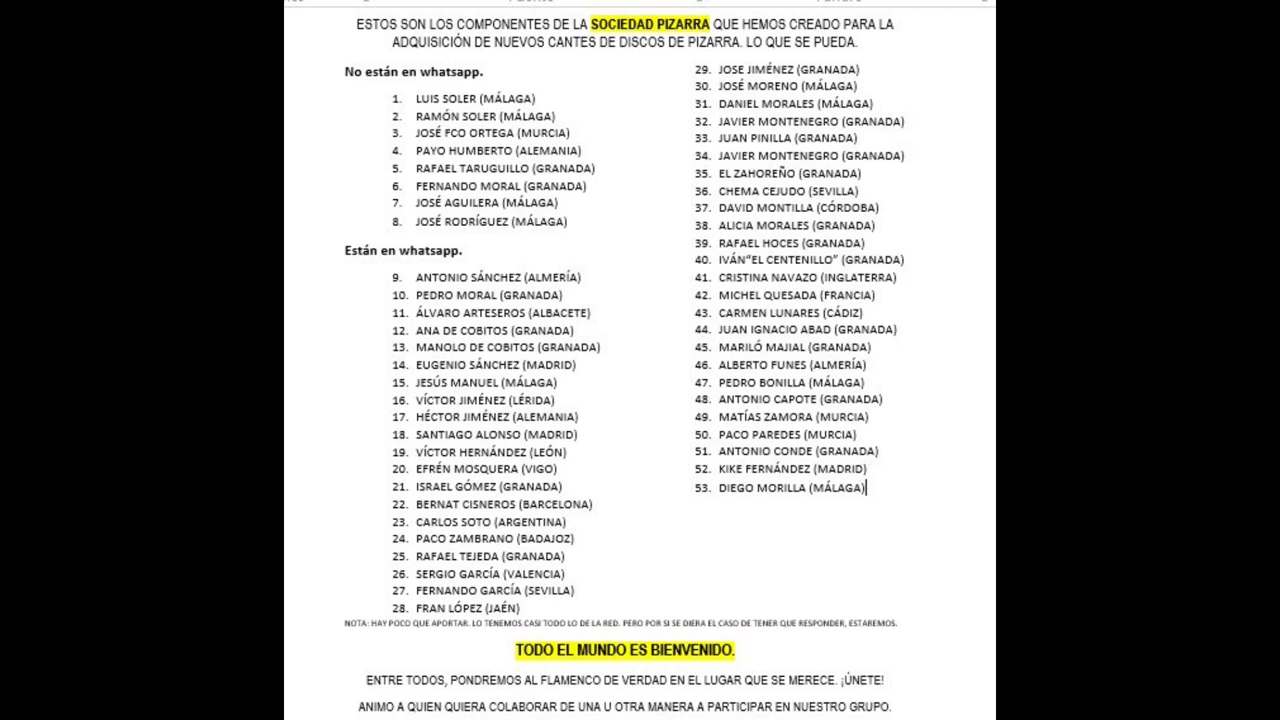 ESTOS SON LOS COMPONENTES DE LA SOCIEDAD PIZARRA QUE HEMOS CREADO PARA LA
ADQUISICIÓN DE NUEVOS CANTES DE DISCOS DE PIZARRA. LO QUE SE PUEDA.
No están en whatsapp.
1. LUIS SOLER (MÁLAGA)
2. RAMÓN SOLER (MÁLAGA)
3. JOSÉ FCO ORTEGA (MURCIA)
4. PAYO HUMBERTO (ALEMANIA)
5. RAFAEL TARUGUILLO (GRANADA)
6. FERNANDO MORAL (GRANADA)
7. JOSÉ AGUILERA (MÁLAGA)
8. JOSÉ RODRÍGUEZ (MÁLAGA)
Están en whatsapp.
9. ANTONIO SÁNCHEZ (ALMERÍA)
10. PEDRO MORAL (GRANADA)
11. ÁLVARO ARTESEROS (ALBACETE)
12. ANA DE COBITOS (GRANADA)
13. MANOLO DE COBITOS (GRANADA)
14. EUGENIO SÁNCHEZ (MADRID)
15. JESÚS MANUEL (MÁLAGA)
16. VÍCTOR JIMÉNEZ (LÉRIDA)
17. HÉCTOR JIMÉNEZ (ALEMANIA)
18. SANTIAGO ALONSO (MADRID)
19. VÍCTOR HERNÁNDEZ (LEÓN)
20. EFRÉN MOSQUERA (VIGO)
21. ISRAEL GÓMEZ (GRANADA)
22. BERNAT CISNEROS (BARCELONA)
23. CARLOS SOTO (ARGENTINA)
24. PACO ZAMBRANO (BADAJOZ)
25. RAFAEL TEJEDA (GRANADA)
26. SERGIO GARCÍA (VALENCIA)
27. FERNANDO GARCÍA (SEVILLA)
28. FRAN LÓPEZ (JAÉN)
29. JOSE JIMÉNEZ (GRANADA)
30. JOSÉ MORENO (MÁLAGA)
31. DANIEL MORALES (MÁLAGA)
32. JAVIER MONTENEGRO (GRANADA)
33. JUAN PINILLA (GRANADA)
34. JAVIER MONTENEGRO (GRANADA)
35. EL ZAHOREÑO (GRANADA)
36. CHEMA CEJUDO (SEVILLA)
37. DAVID MONTILLA (CÓRDOBA)
38. ALICIA MORALES (GRANADA)
39. RAFAEL HOCES (GRANADA)
40. IVÁN“EL CENTENILLO” (GRANADA)
41. CRISTINA NAVAZO (INGLATERRA)
42. MICHEL QUESADA (FRANCIA)
43. CARMEN LUNARES (CÁDIZ)
44. JUAN IGNACIO ABAD (GRANADA)
45. MARILÓ MAJIAL (GRANADA)
46. ALBERTO FUNES (ALMERÍA)
47. PEDRO BONILLA (MÁLAGA)
48. ANTONIO CAPOTE (GRANADA)
49. MATÍAS ZAMORA (MURCIA)
50. PACO PAREDES (MURCIA)
51. ANTONIO CONDE (GRANADA)
52. KIKE FERNÁNDEZ (MADRID)
53. DIEGO MORILLA (MÁLAGA)
NOTA: HAY POCO QUE APORTAR. LO TENEMOS CASI TODO LO DE LA RED. PERO POR SI SE DIERA EL CASO DE TENER QUE RESPONDER, ESTAREMOS.
TODO EL MUNDO ES BIENVENIDO.
ENTRE TODOS, PONDREMOS AL FLAMENCO DE VERDAD EN EL LUGAR QUE SE MERECE. ¡ÚNETE!
ANIMO A QUIEN QUIERA COLABORAR DE UNA U OTRA MANERA A PARTICIPAR EN NUESTRO GRUPO.